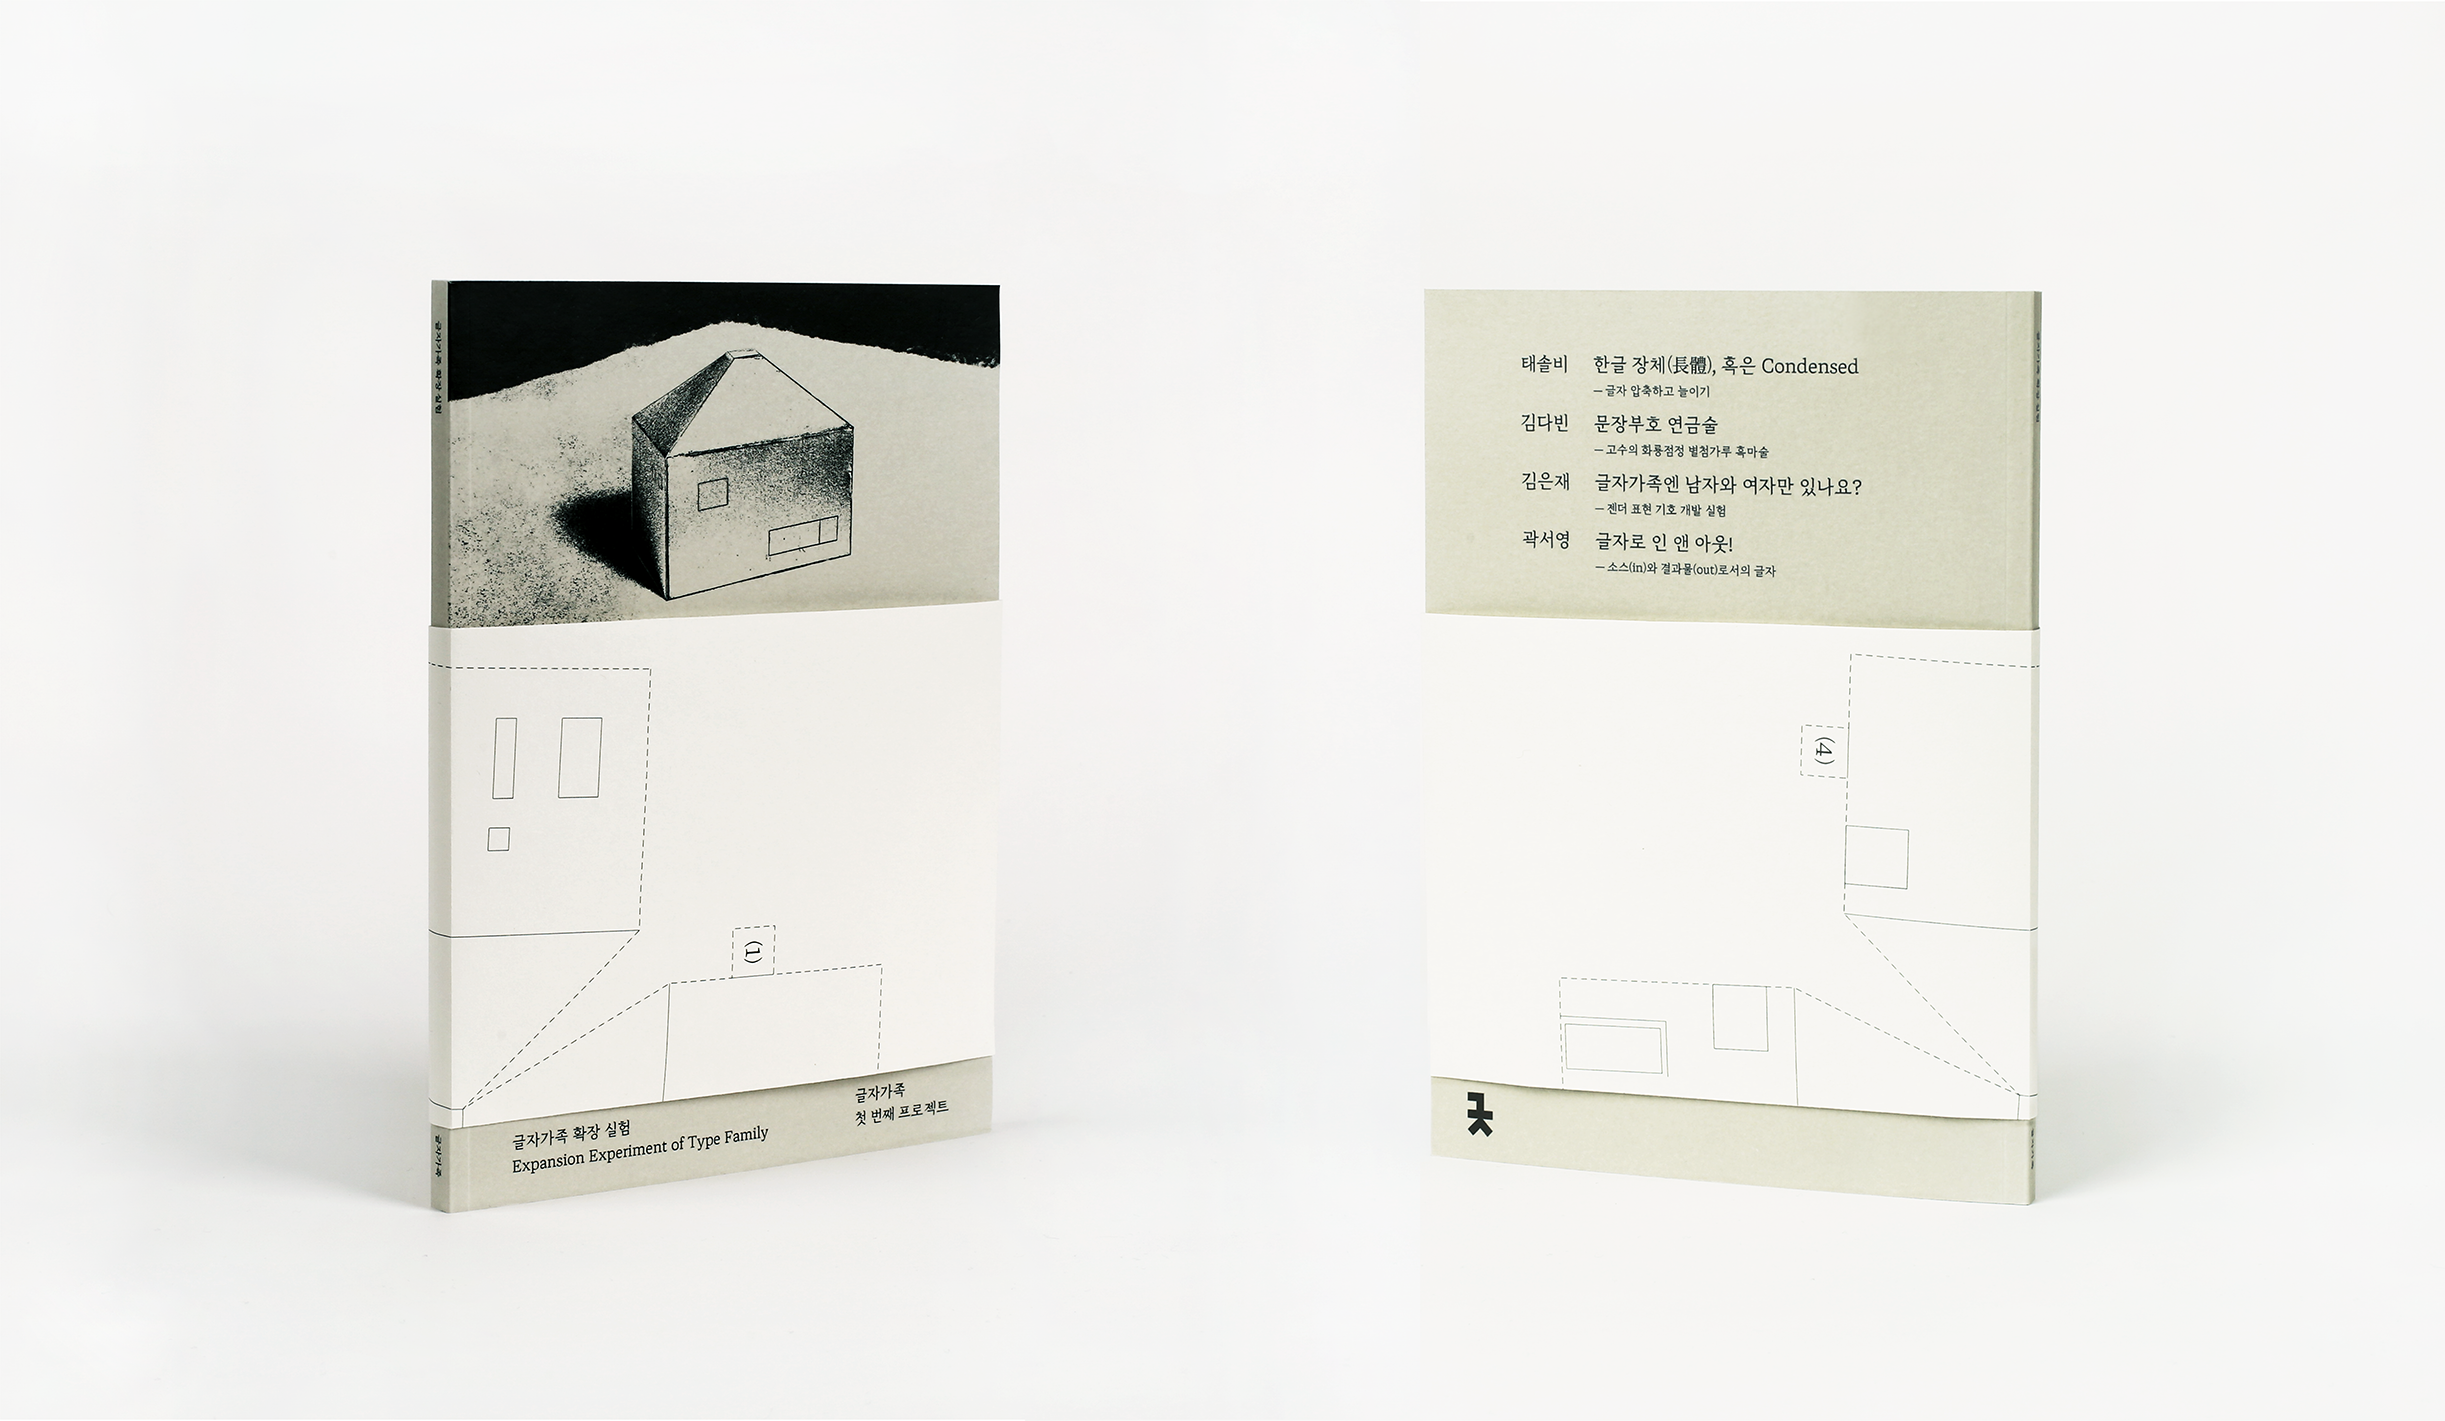 글자가족 확장 실험
글자가족
(1)
글자가족
첫 번째 프로젝트
글자가족 확장 실험
Expansion Experiment of Type Family
태솔비 한글 장체(長體), 혹은 Condensed
— 글자 압축하고 늘이기
김다빈 문장부호 연금술
— 고수의 화룡점정 별첨가루 흑마술
김은재 글자가족엔 남자와 여자만 있나요?
— 젠더 표현 기호 개발 실험
곽서영 글자로 인 앤 아웃!
— 소스(in)와 결과물(out)로서의 글자
(4)